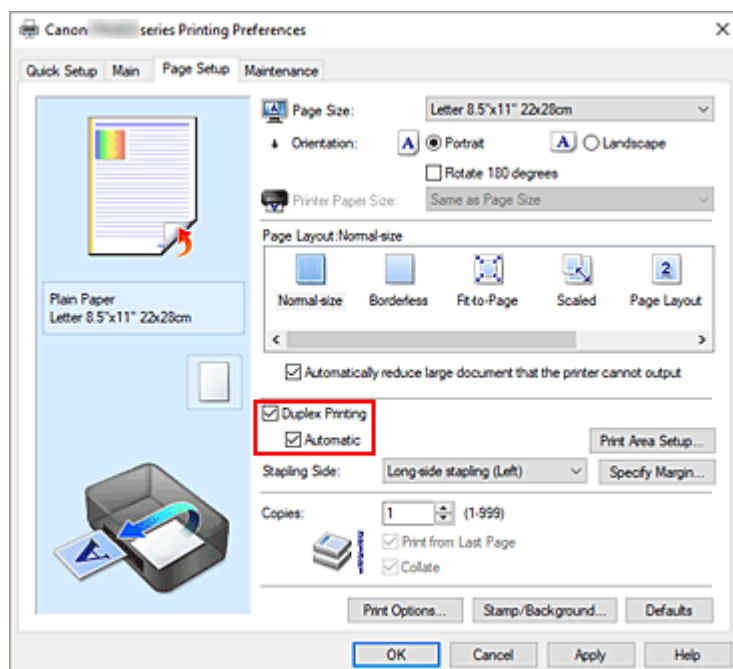 Canon series Printing Preferences
Quick Setup Main Page Setup Maintenance
Page Size: Letter 8.5"x11" 22x28cm
Orientation: A Portrait A Landscape
Rotate 180 degrees
Printer Paper Size: Same as Page Size
Page Layout:Normal-size
Normal-size Borderless Fit-to-Page Scaled 2 Page Layout
Plain Paper
Letter 8.5"x11" 22x28cm
Automatically reduce large document that the printer cannot output
Duplex Printing
Automatic
Print Area Setup...
Stapling Side: Long-side stapling (Left) Specify Margin...
Copies: 1 (1-999)
Print from Last Page
Collate
A
Print Options... Stamp/Background... Defaults
OK Cancel Apply Help